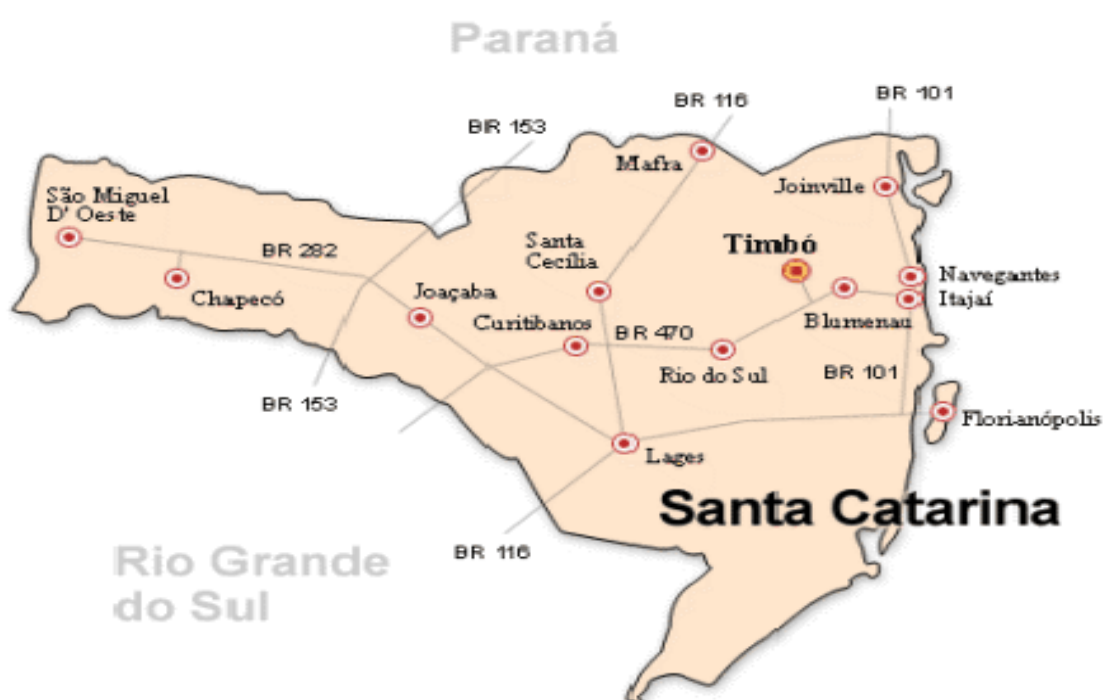 Paraná
BR 101
BR 116
BR 153
Mafra
Joinville
São Miguel
D' Oeste
Santa
Cecília
Timbó
BR 282
Navegantes
Chapecó
Joaçaba
Itajaí
Curitibanos
Blumenau
BR 470
Rio do Sul
BR 101
BR 153
Florianópolis
Lages
Santa Catarina
BR 116
Rio Grande
do Sul